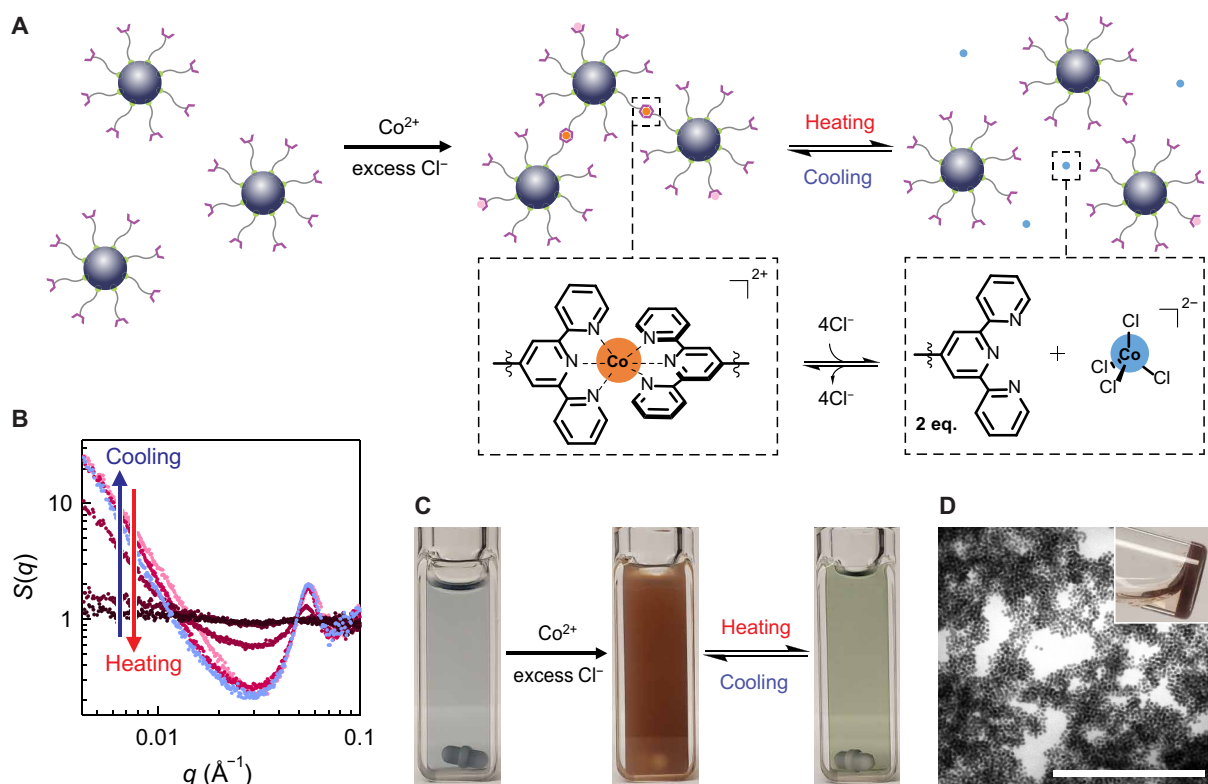 A
Co²⁺
excess Cl⁻
Heating
Cooling
2+
N
N
N
Co
N
N
N
4Cl⁻
4Cl⁻
N
N
N
2 eq.
+
2−
Cl
Co
Cl
Cl
Cl
B
Cooling
Heating
10
1
S(q)
0.01
0.1
q (Å⁻¹)
C
Co²⁺
excess Cl⁻
Heating
Cooling
D